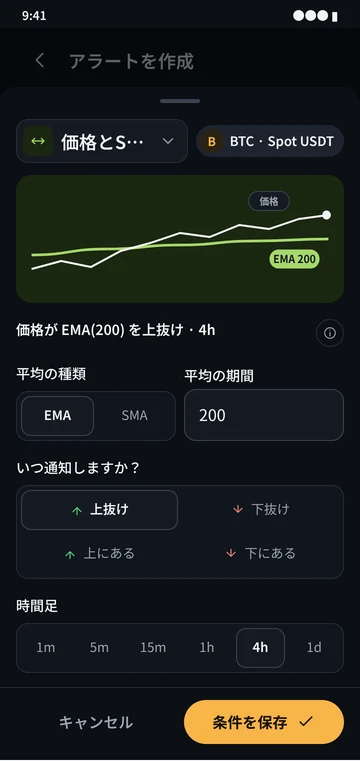 9:41
アラートを作成
価格とS…
B BTC · Spot USDT
価格
EMA 200
価格が EMA(200) を上抜け · 4h
平均の種類
平均の期間
EMA
SMA
200
いつ通知しますか？
↑ 上抜け
↓ 下抜け
↑ 上にある
↓ 下にある
時間足
1m 5m 15m 1h 4h 1d
キャンセル
条件を保存